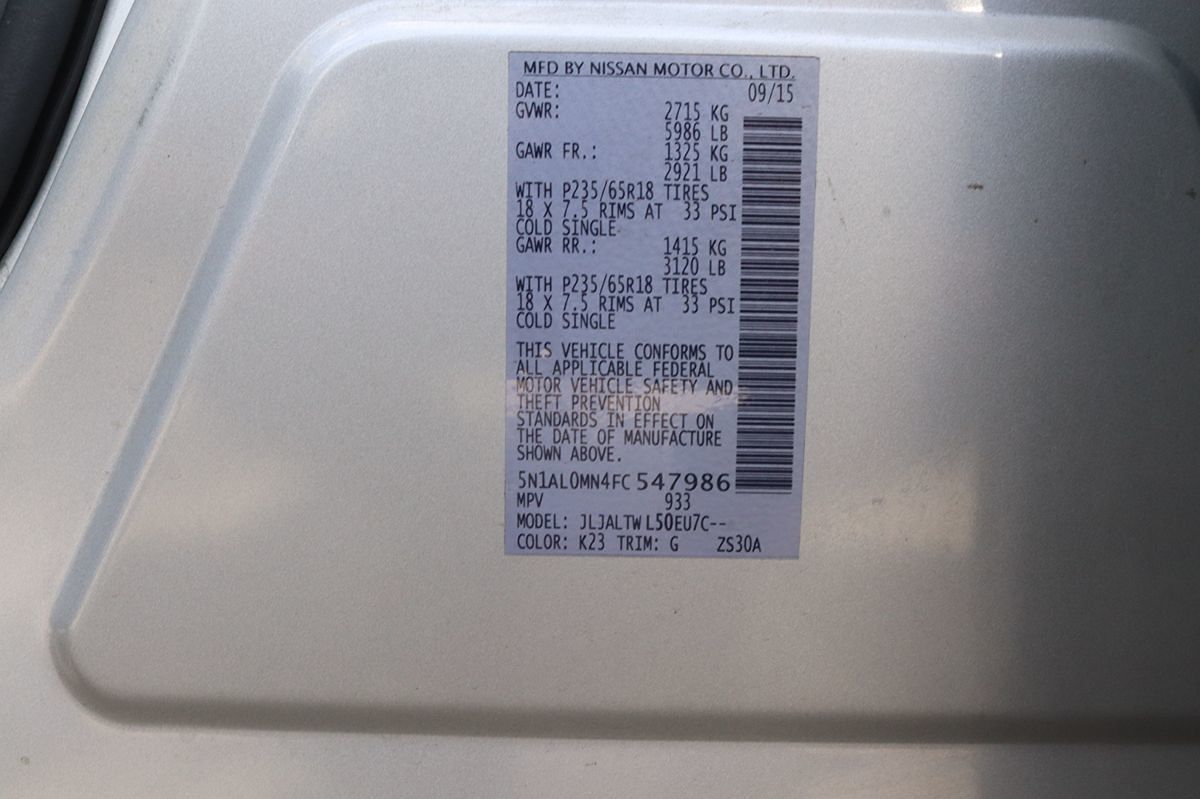 MFD BY NISSAN MOTOR CO., LTD.
DATE: 09/15
GVWR: 2715 KG
5986 LB
GAWR FR.: 1325 KG
2921 LB
WITH P235/65R18 TIRES
18 X 7.5 RIMS AT 33 PSI
COLD SINGLE
GAWR RR.: 1415 KG
3120 LB
WITH P235/65R18 TIRES
18 X 7.5 RIMS AT 33 PSI
COLD SINGLE
THIS VEHICLE CONFORMS TO
ALL APPLICABLE FEDERAL
MOTOR VEHICLE SAFETY AND
THEFT PREVENTION
STANDARDS IN EFFECT ON
THE DATE OF MANUFACTURE
SHOWN ABOVE.
5N1AL0MN4FC 547986
MPV 933
MODEL: JLJALTW L50EU7C--
COLOR: K23 TRIM: G ZS30A